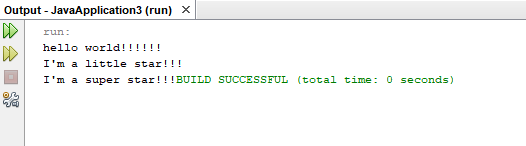 Output - JavaApplication3 (run) ×
run:
hello world!!!!!!
I'm a little star!!!
I'm a super star!!!BUILD SUCCESSFUL (total time: 0 seconds)